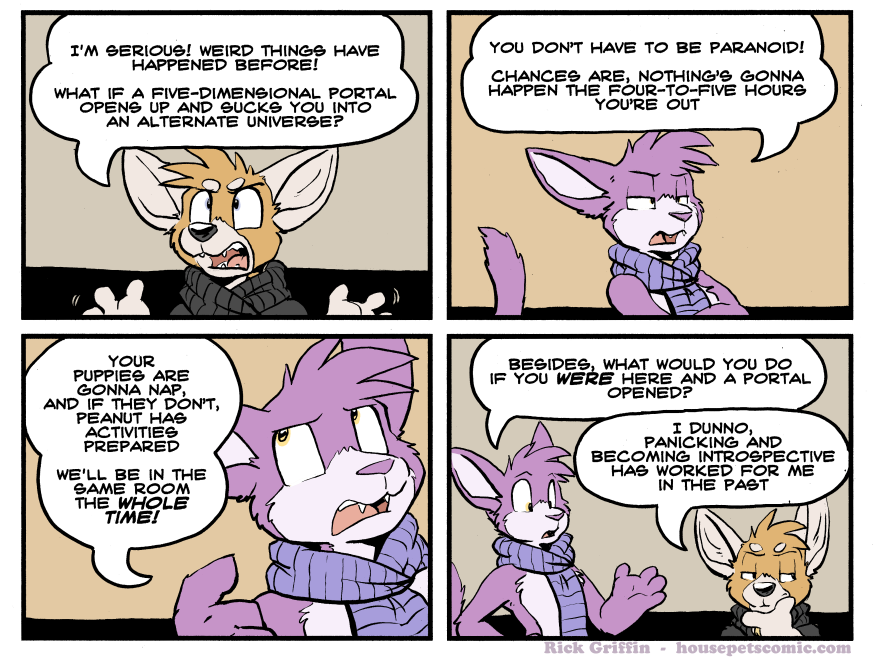 I'M SERIOUS! WEIRD THINGS HAVE
HAPPENED BEFORE!
WHAT IF A FIVE-DIMENSIONAL PORTAL
OPENS UP AND SUCKS YOU INTO
AN ALTERNATE UNIVERSE?
YOU DON'T HAVE TO BE PARANOID!
CHANCES ARE, NOTHING'S GONNA
HAPPEN THE FOUR-TO-FIVE HOURS
YOU'RE OUT
YOUR
PUPPIES ARE
GONNA NAP,
AND IF THEY DON'T,
PEANUT HAS
ACTIVITIES
PREPARED
WE'LL BE IN THE
SAME ROOM
THE WHOLE
TIME!
BESIDES, WHAT WOULD YOU DO
IF YOU WERE HERE AND A PORTAL
OPENED?
I DUNNO,
PANICKING AND
BECOMING INTROSPECTIVE
HAS WORKED FOR ME
IN THE PAST
Rick Griffin - housepetscomic.com